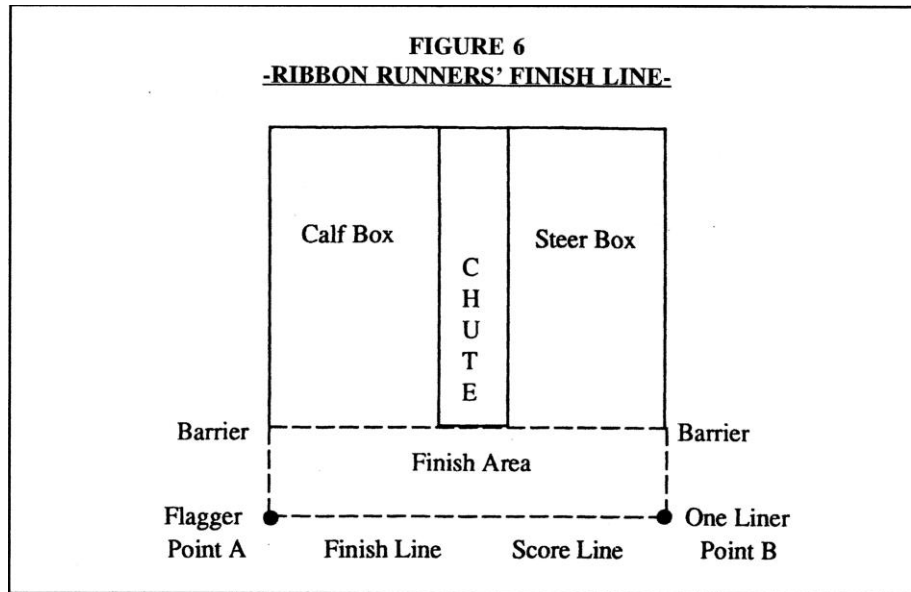 FIGURE 6
-RIBBON RUNNERS' FINISH LINE-
Calf Box
Steer Box
C
H
U
T
E
Barrier
Barrier
Finish Area
Flagger
One Liner
Point A
Finish Line
Score Line
Point B